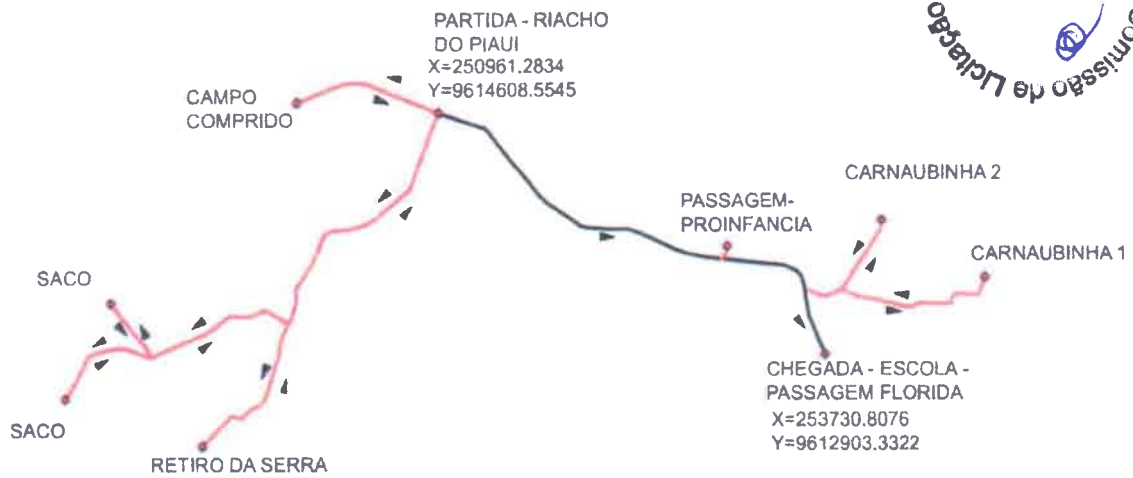 PARTIDA - RIACHO
DO PIAUI
X=250961.2834
Y=9614608.5545
Comissão de Licitação
CAMPO
COMPRIDO
CARNAUBINHA 2
PASSAGEM-
PROINFANCIA
CARNAUBINHA 1
SACO
CHEGADA - ESCOLA -
PASSAGEM FLORIDA
X=253730.8076
Y=9612903.3322
SACO
RETIRO DA SERRA